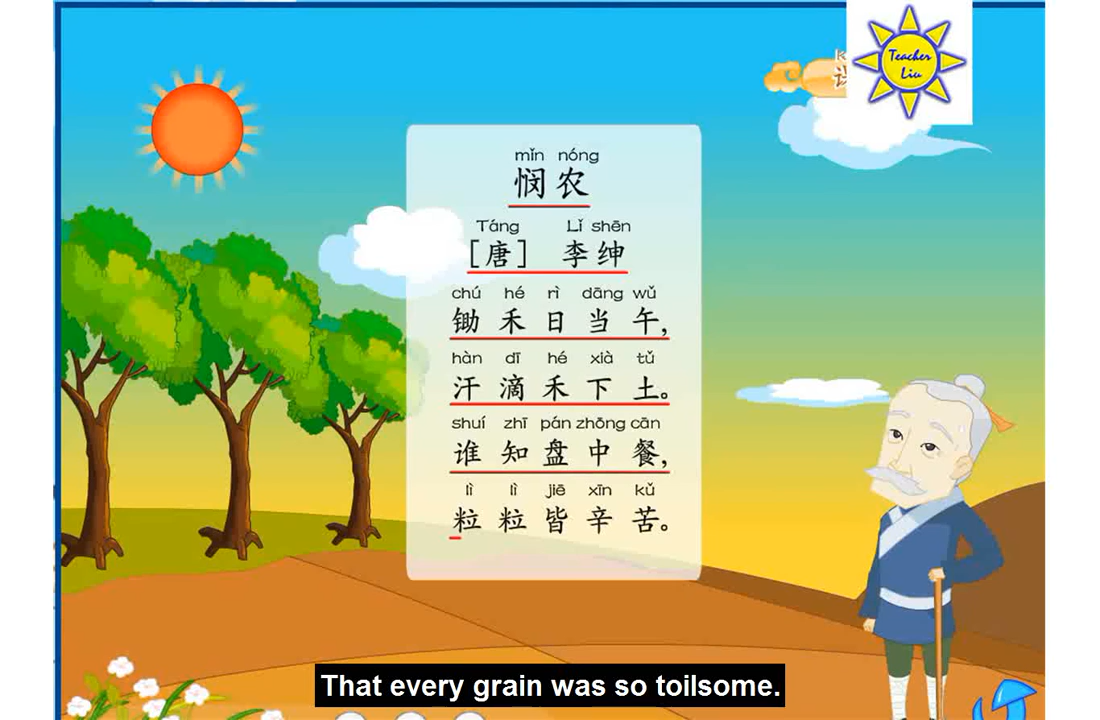 Teacher
Liu
mǐn nóng
悯农
Táng Lǐ shēn
[唐] 李绅
chú hé rì dāng wǔ
锄禾日当午,
hàn dī hé xià tǔ
汗滴禾下土。
shuí zhī pán zhōng cān
谁知盘中餐,
lì lì jiē xīn kǔ
粒粒皆辛苦。
That every grain was so toilsome.